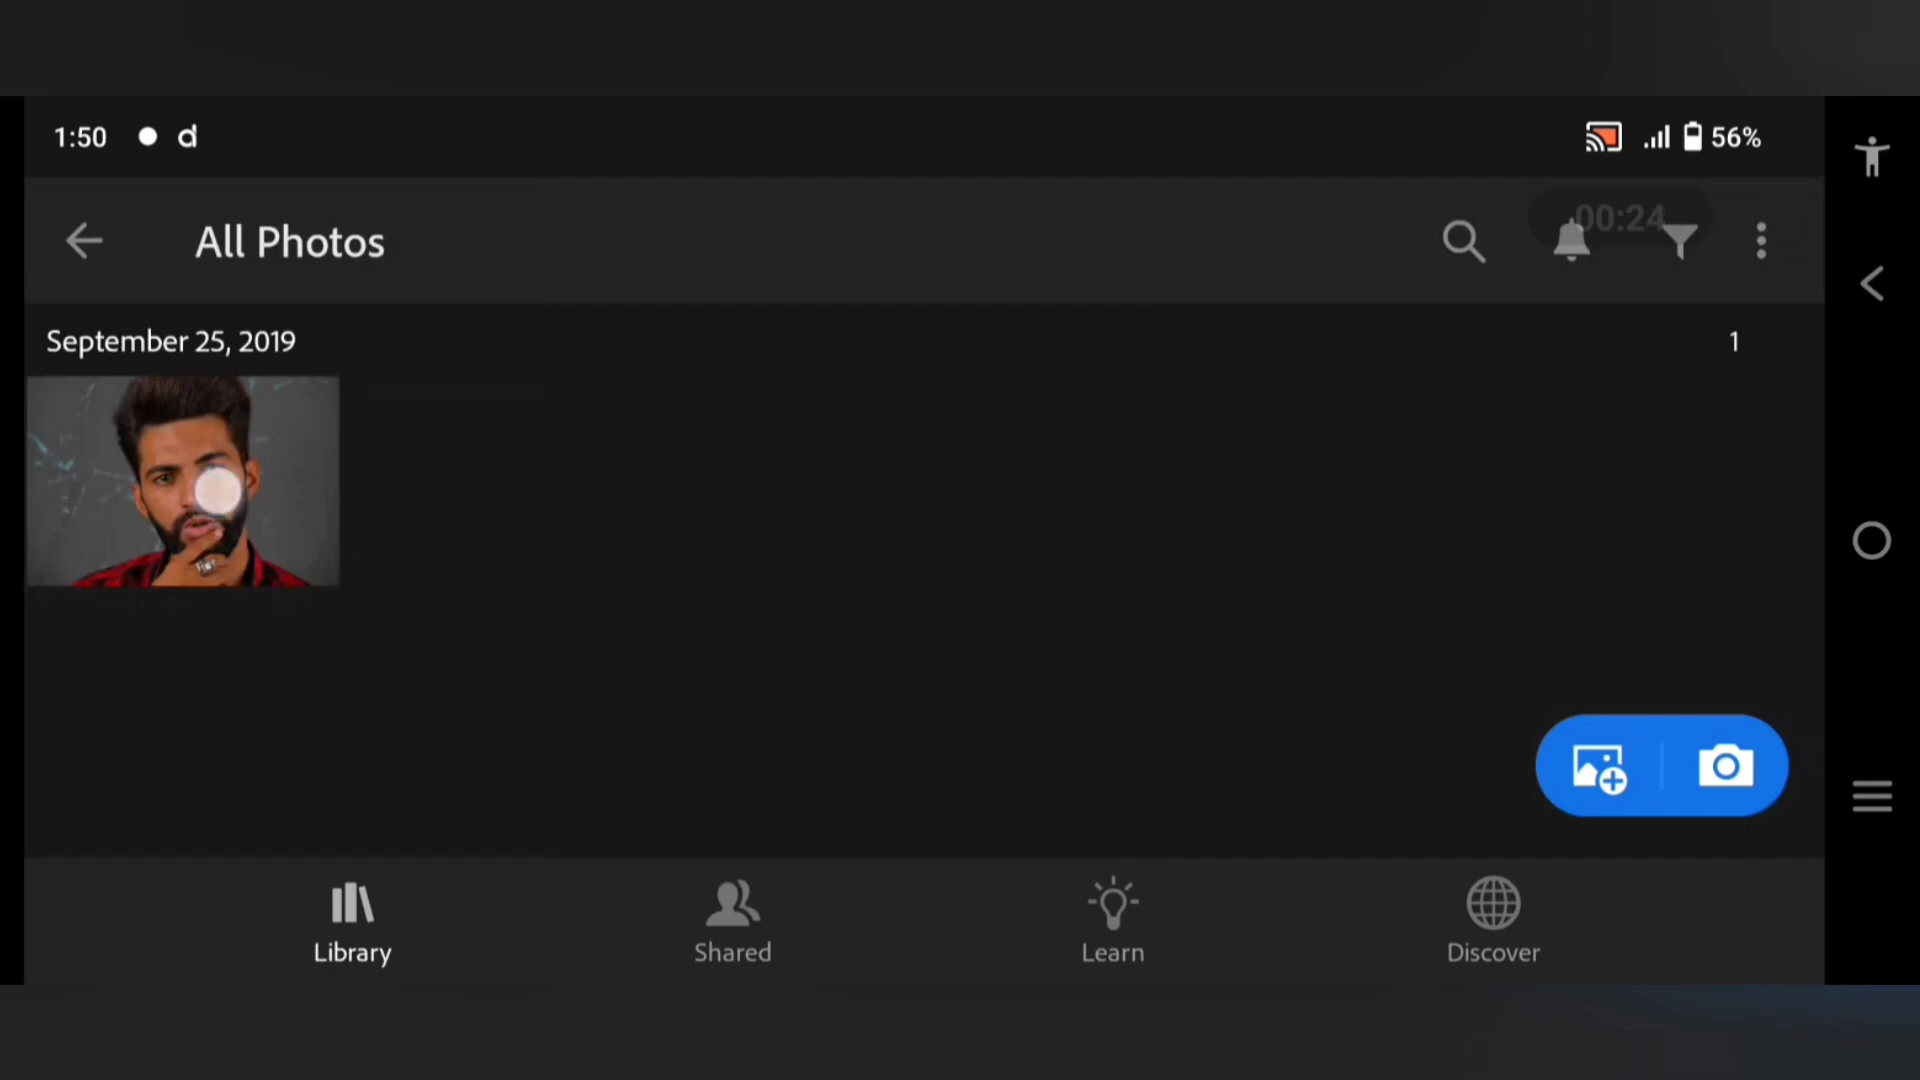 1:50 d 56%
All Photos 00:24
September 25, 2019 1
Library Shared Learn Discover